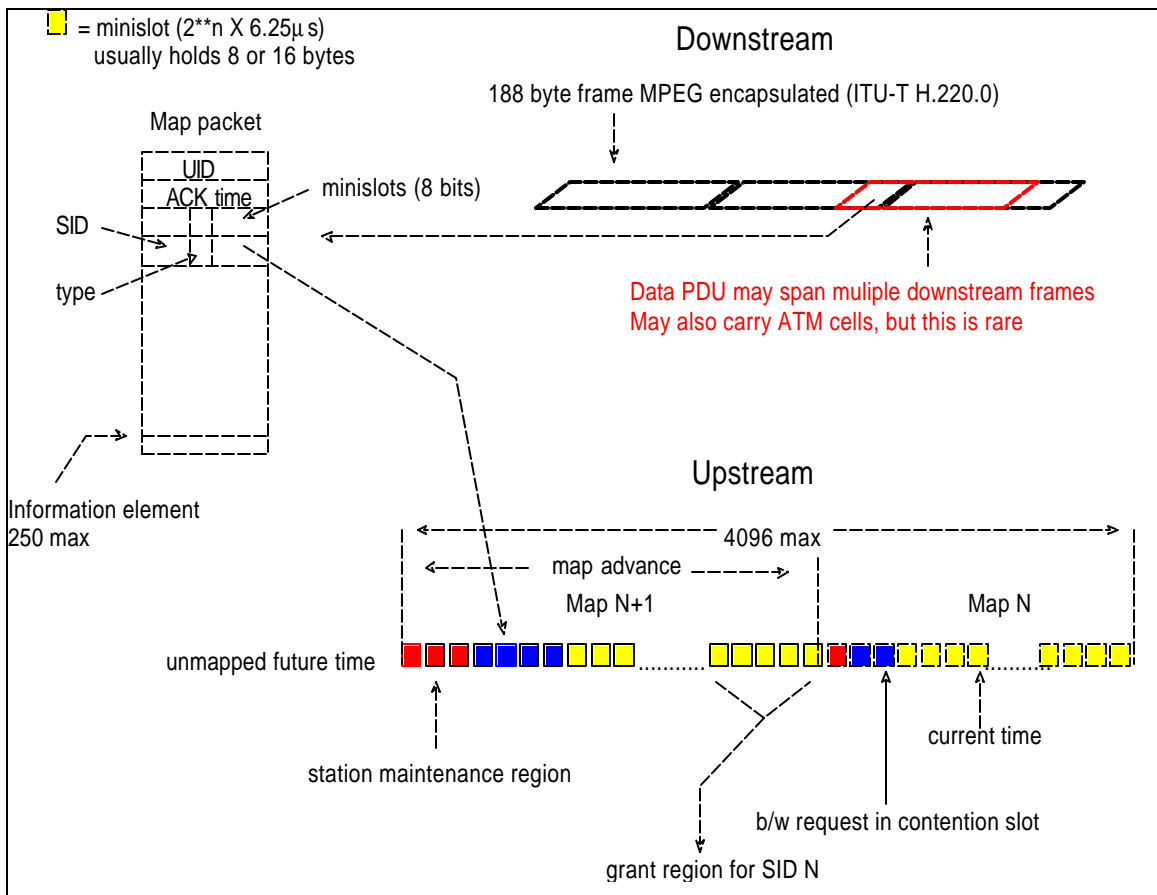 = minislot (2**n X 6.25μs)
usually holds 8 or 16 bytes
Downstream
188 byte frame MPEG encapsulated (ITU-T H.220.0)
Map packet
UID
ACK time
minislots (8 bits)
SID
type
Data PDU may span muliple downstream frames
May also carry ATM cells, but this is rare
Information element
250 max
Upstream
4096 max
map advance
Map N+1
Map N
unmapped future time
...........
...........
current time
station maintenance region
b/w request in contention slot
grant region for SID N